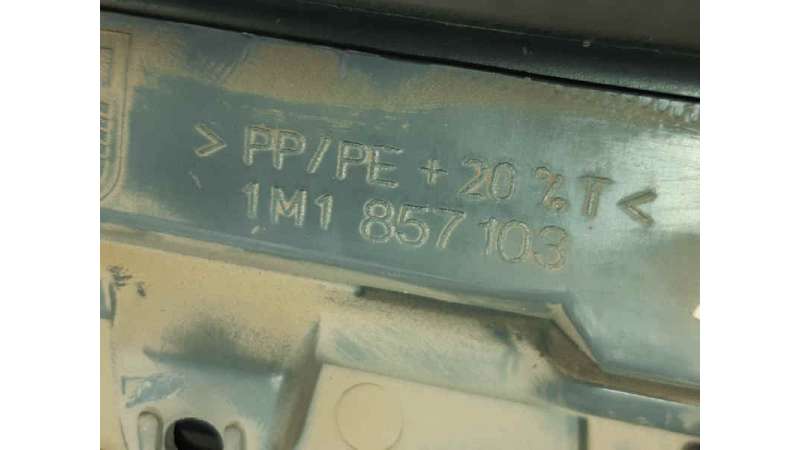 > PP/PE + 20 % T <
1M1 857 103